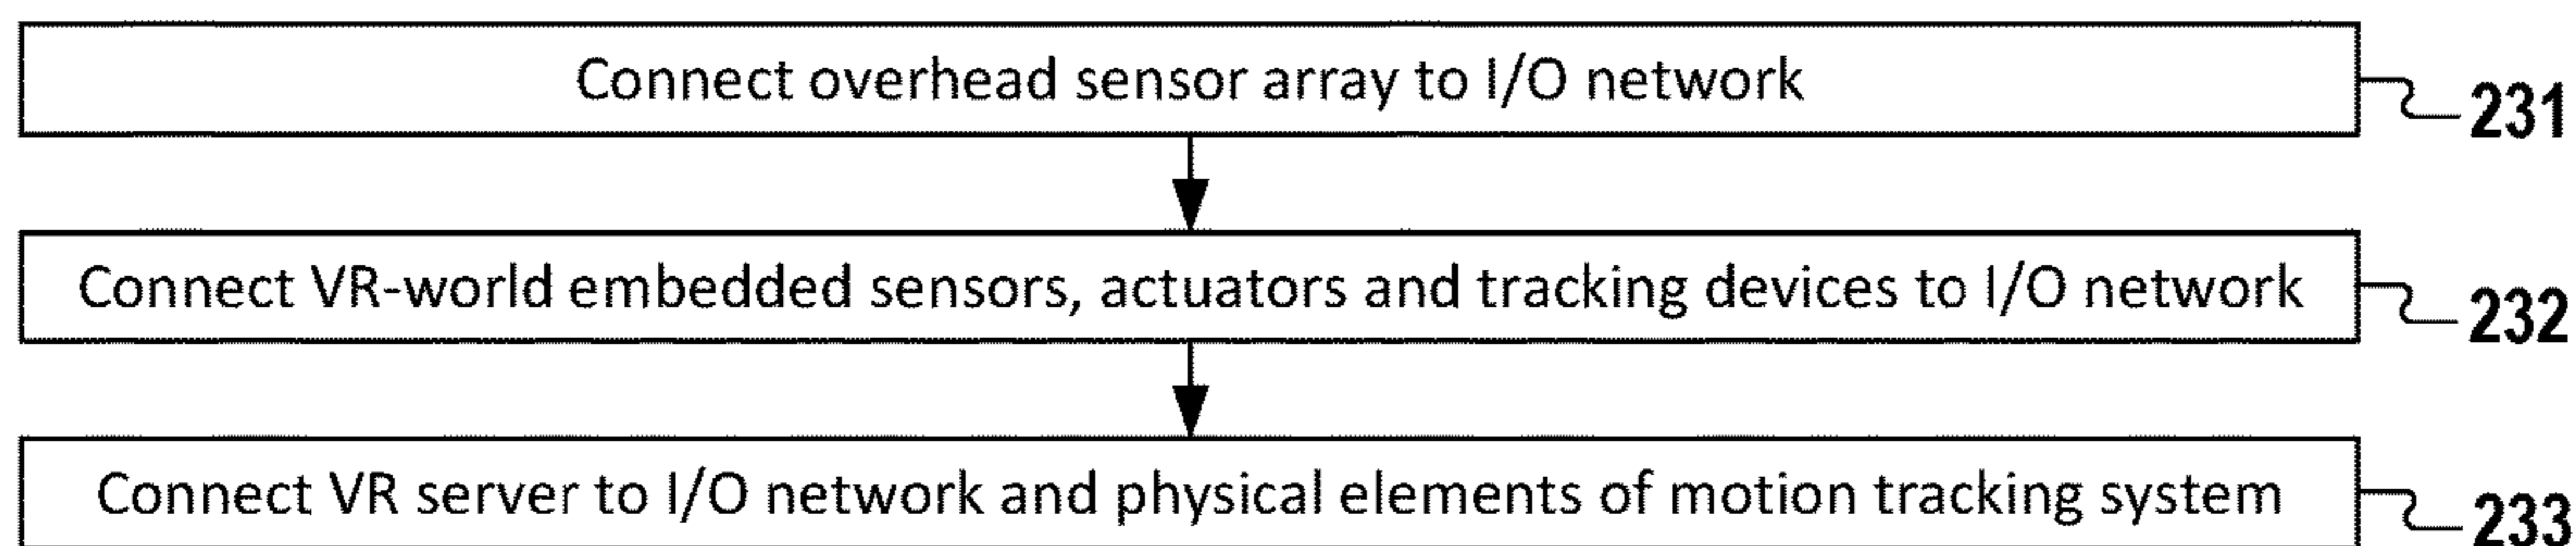 Connect overhead sensor array to I/O network
231
Connect VR-world embedded sensors, actuators and tracking devices to I/O network
232
Connect VR server to I/O network and physical elements of motion tracking system
233